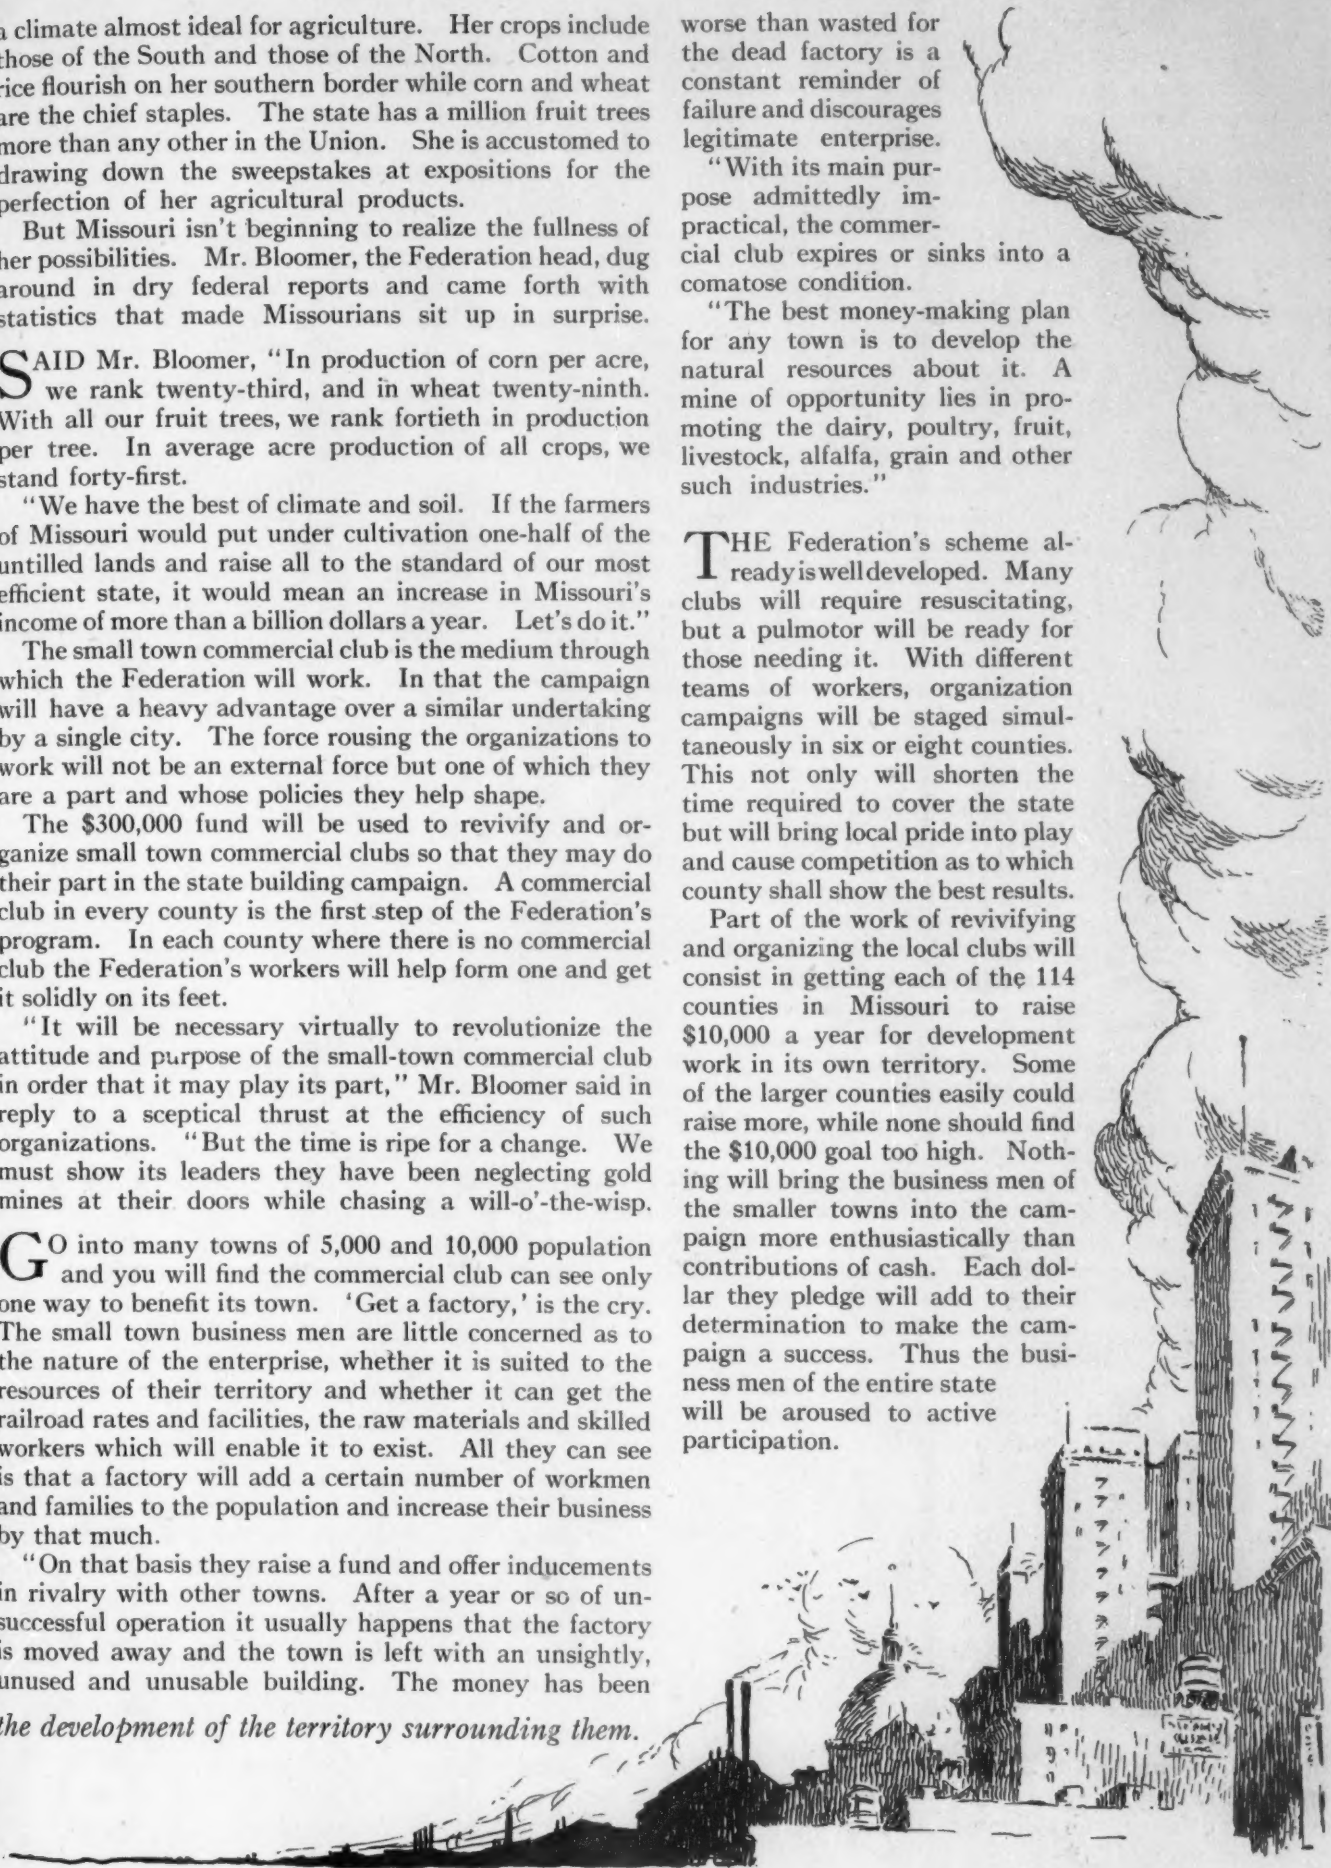 a climate almost ideal for agriculture. Her crops include
those of the South and those of the North. Cotton and
rice flourish on her southern border while corn and wheat
are the chief staples. The state has a million fruit trees
more than any other in the Union. She is accustomed to
drawing down the sweepstakes at expositions for the
perfection of her agricultural products.
But Missouri isn't beginning to realize the fullness of
her possibilities. Mr. Bloomer, the Federation head, dug
around in dry federal reports and came forth with
statistics that made Missourians sit up in surprise.
SAID Mr. Bloomer, "In production of corn per acre,
we rank twenty-third, and in wheat twenty-ninth.
With all our fruit trees, we rank fortieth in production
per tree. In average acre production of all crops, we
stand forty-first.
"We have the best of climate and soil. If the farmers
of Missouri would put under cultivation one-half of the
untilled lands and raise all to the standard of our most
efficient state, it would mean an increase in Missouri's
income of more than a billion dollars a year. Let's do it."
The small town commercial club is the medium through
which the Federation will work. In that the campaign
will have a heavy advantage over a similar undertaking
by a single city. The force rousing the organizations to
work will not be an external force but one of which they
are a part and whose policies they help shape.
The $300,000 fund will be used to revivify and or-
ganize small town commercial clubs so that they may do
their part in the state building campaign. A commercial
club in every county is the first step of the Federation's
program. In each county where there is no commercial
club the Federation's workers will help form one and get
it solidly on its feet.
"It will be necessary virtually to revolutionize the
attitude and purpose of the small-town commercial club
in order that it may play its part," Mr. Bloomer said in
reply to a sceptical thrust at the efficiency of such
organizations. "But the time is ripe for a change. We
must show its leaders they have been neglecting gold
mines at their doors while chasing a will-o'-the-wisp.
GO into many towns of 5,000 and 10,000 population
and you will find the commercial club can see only
one way to benefit its town. 'Get a factory,' is the cry.
The small town business men are little concerned as to
the nature of the enterprise, whether it is suited to the
resources of their territory and whether it can get the
railroad rates and facilities, the raw materials and skilled
workers which will enable it to exist. All they can see
is that a factory will add a certain number of workmen
and families to the population and increase their business
by that much.
"On that basis they raise a fund and offer inducements
in rivalry with other towns. After a year or so of un-
successful operation it usually happens that the factory
is moved away and the town is left with an unsightly,
unused and unusable building. The money has been
the development of the territory surrounding them.
worse than wasted for
the dead factory is a
constant reminder of
failure and discourages
legitimate enterprise.
"With its main pur-
pose admittedly im-
practical, the commer-
cial club expires or sinks into a
comatose condition.
"The best money-making plan
for any town is to develop the
natural resources about it. A
mine of opportunity lies in pro-
moting the dairy, poultry, fruit,
livestock, alfalfa, grain and other
such industries."
THE Federation's scheme al-
ready is well developed. Many
clubs will require resuscitating,
but a pulmotor will be ready for
those needing it. With different
teams of workers, organization
campaigns will be staged simul-
taneously in six or eight counties.
This not only will shorten the
time required to cover the state
but will bring local pride into play
and cause competition as to which
county shall show the best results.
Part of the work of revivifying
and organizing the local clubs will
consist in getting each of the 114
counties in Missouri to raise
$10,000 a year for development
work in its own territory. Some
of the larger counties easily could
raise more, while none should find
the $10,000 goal too high. Noth-
ing will bring the business men of
the smaller towns into the cam-
paign more enthusiastically than
contributions of cash. Each dol-
lar they pledge will add to their
determination to make the cam-
paign a success. Thus the busi-
ness men of the entire state
will be aroused to active
participation.